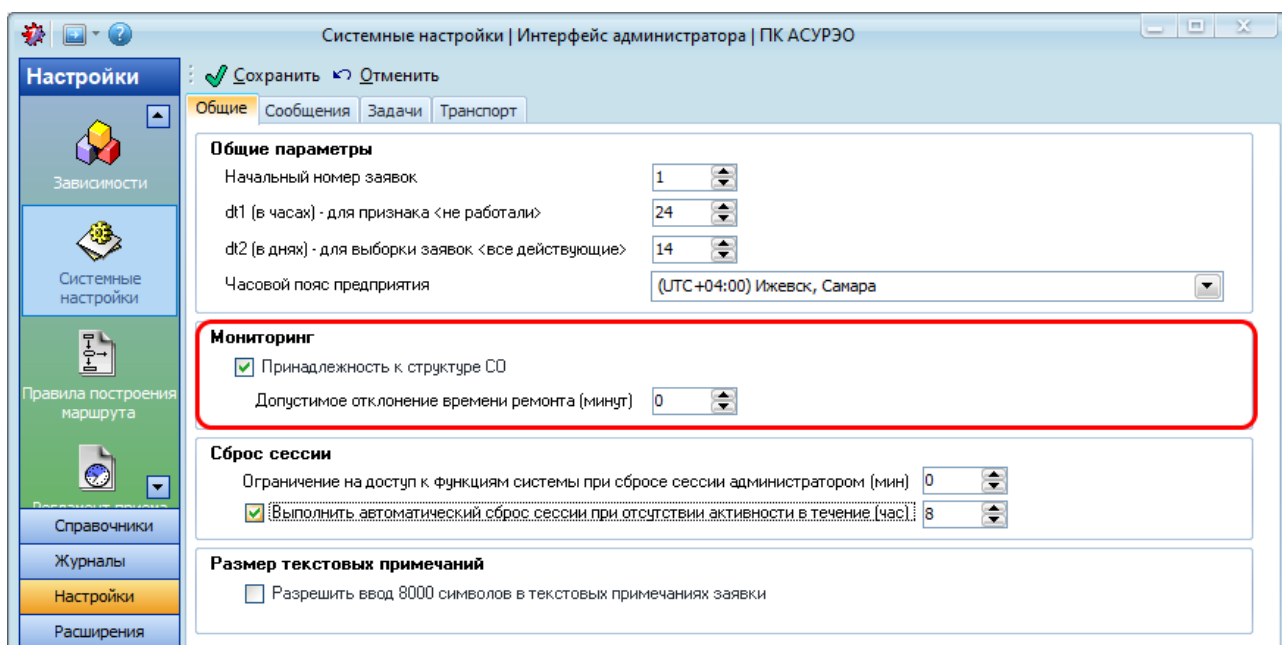 Системные настройки | Интерфейс администратора | ПК АСУРЭО
Настройки
Сохранить Отменить
Общие Сообщения Задачи Транспорт
Зависимости
Системные
настройки
Правила построения
маршрута
Справочники
Журналы
Настройки
Расширения
Общие параметры
Начальный номер заявок 1
dt1 (в часах) - для признака <не работали> 24
dt2 (в днях) - для выборки заявок <все действующие> 14
Часовой пояс предприятия (UTC+04:00) Ижевск, Самара
Мониторинг
Принадлежность к структуре СО
Допустимое отклонение времени ремонта (минут) 0
Сброс сессии
Ограничение на доступ к функциям системы при сбросе сессии администратором (мин) 0
Выполнить автоматический сброс сессии при отсутствии активности в течение (час) 8
Размер текстовых примечаний
Разрешить ввод 8000 символов в текстовых примечаниях заявки